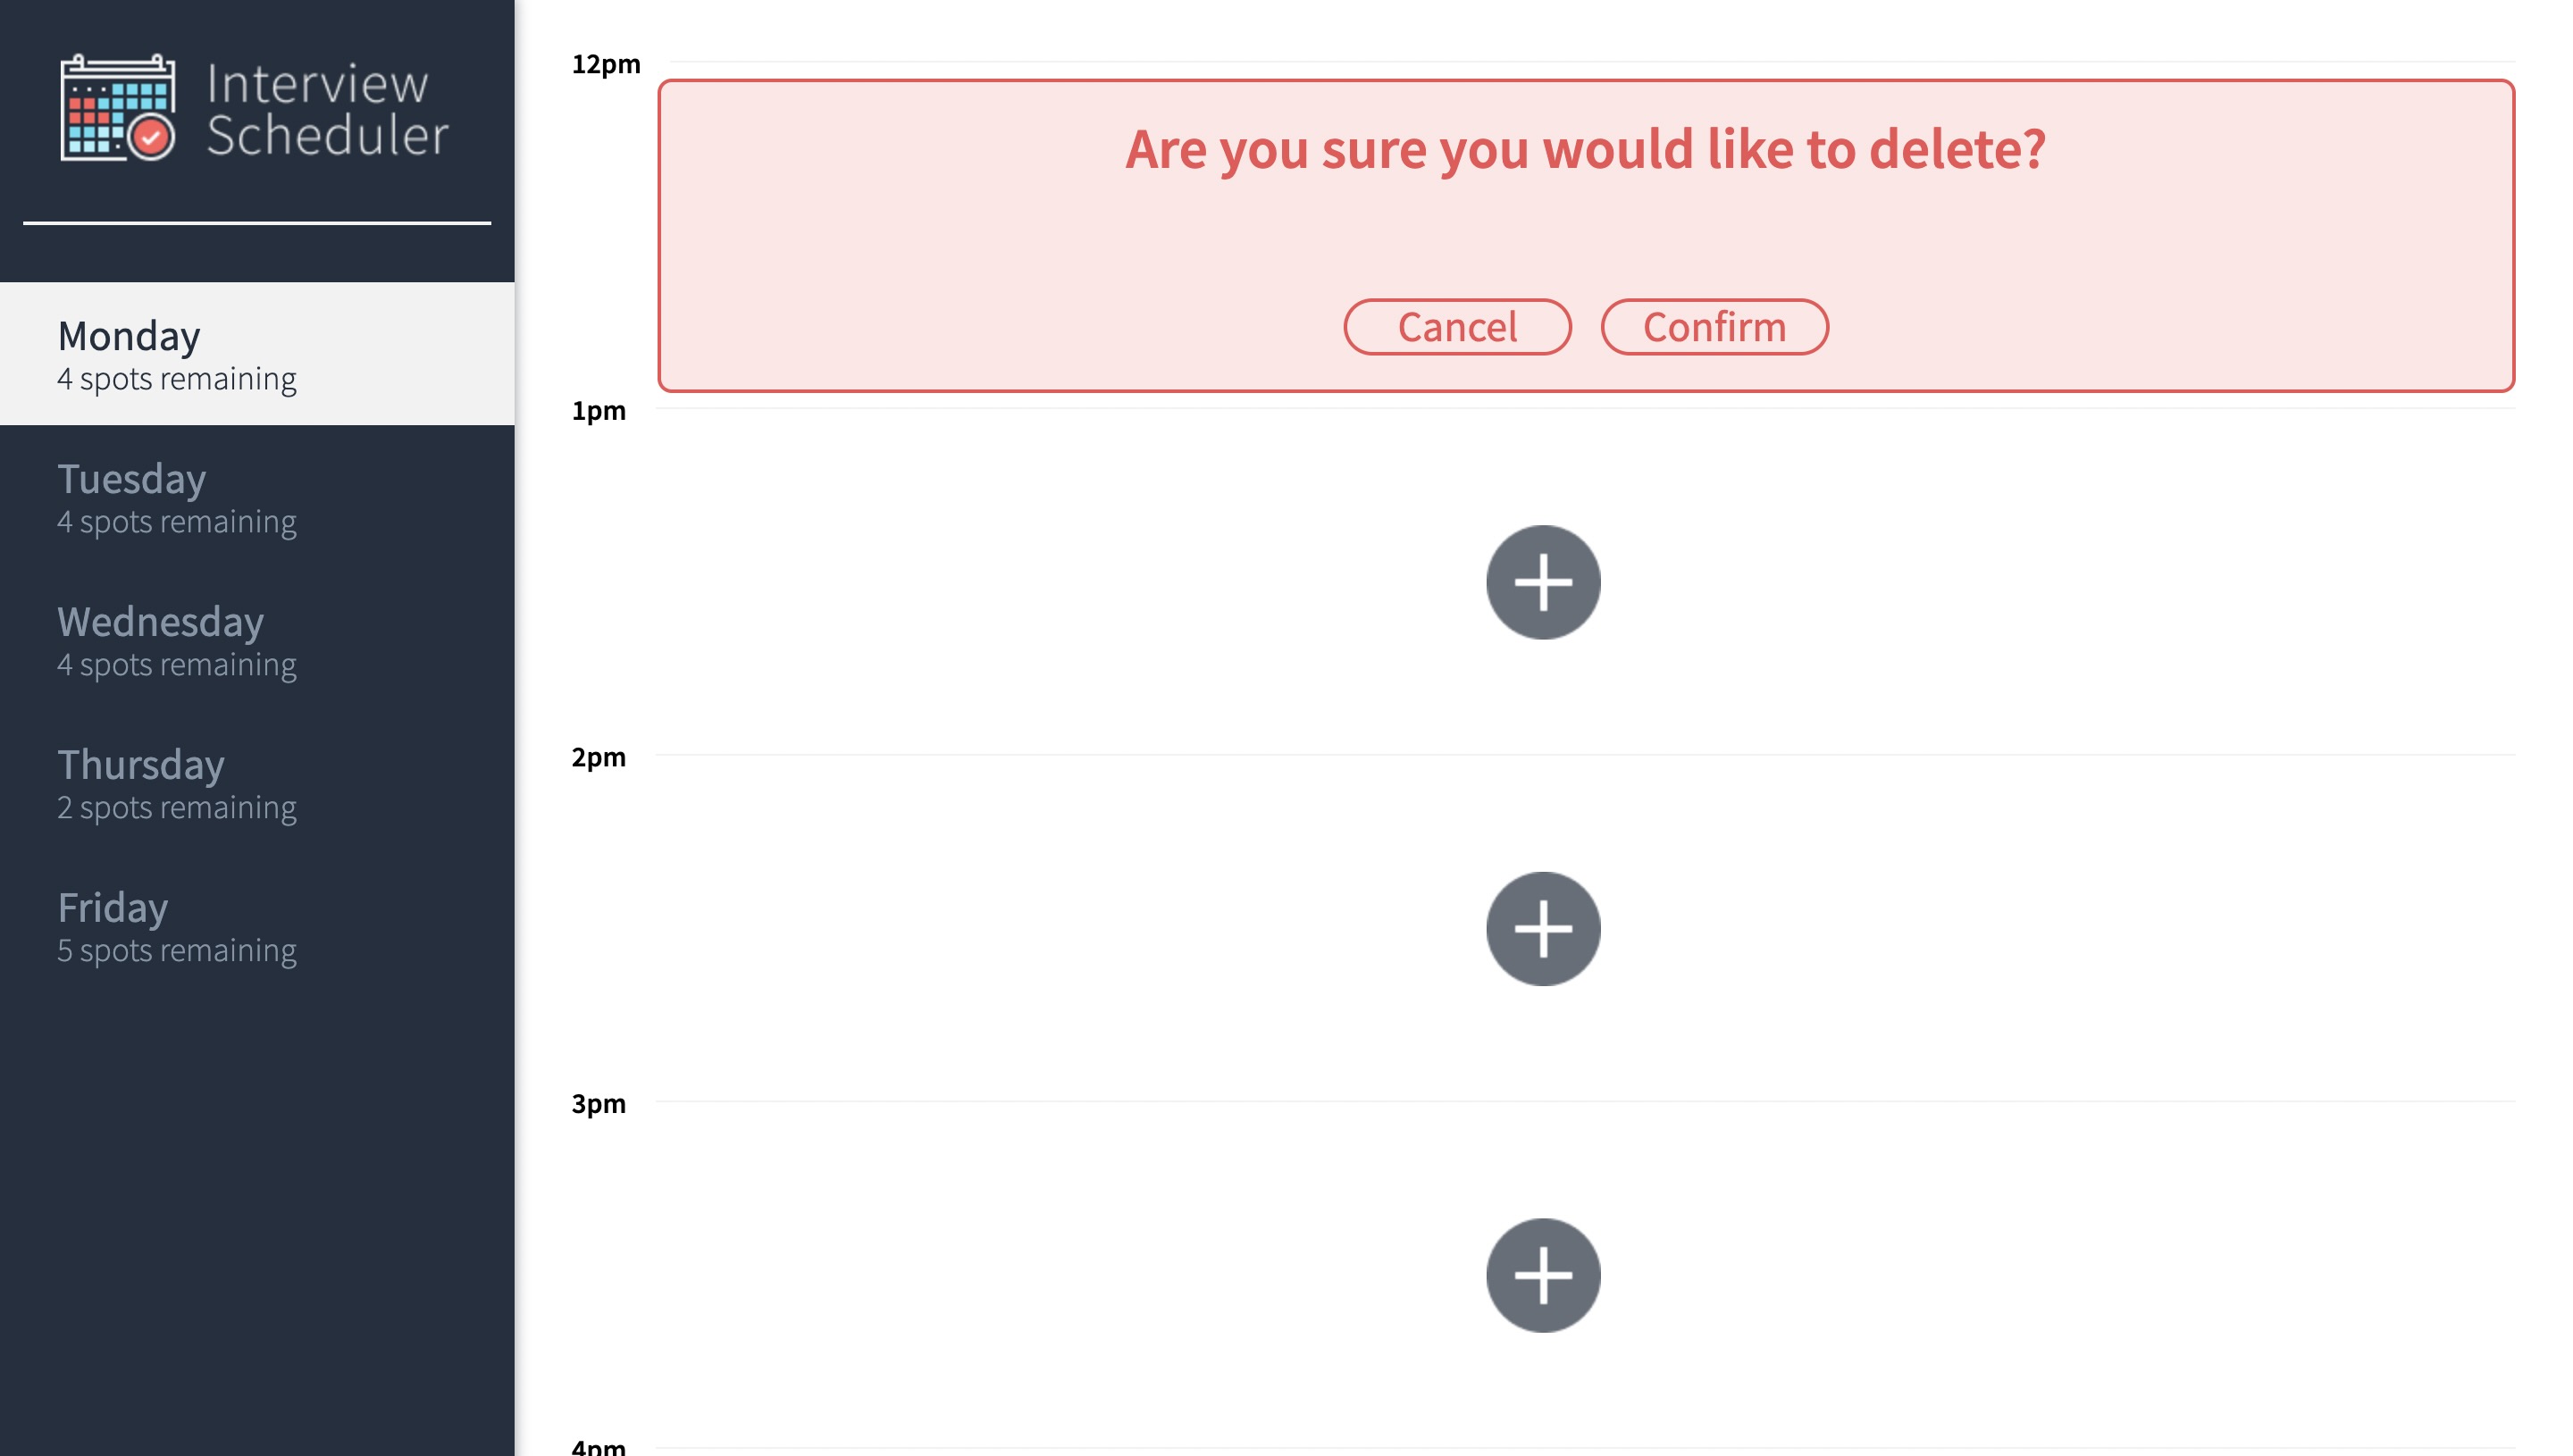 Interview
Scheduler
Monday
4 spots remaining
Tuesday
4 spots remaining
Wednesday
4 spots remaining
Thursday
2 spots remaining
Friday
5 spots remaining
12pm
Are you sure you would like to delete?
Cancel
Confirm
1pm
2pm
3pm
4pm